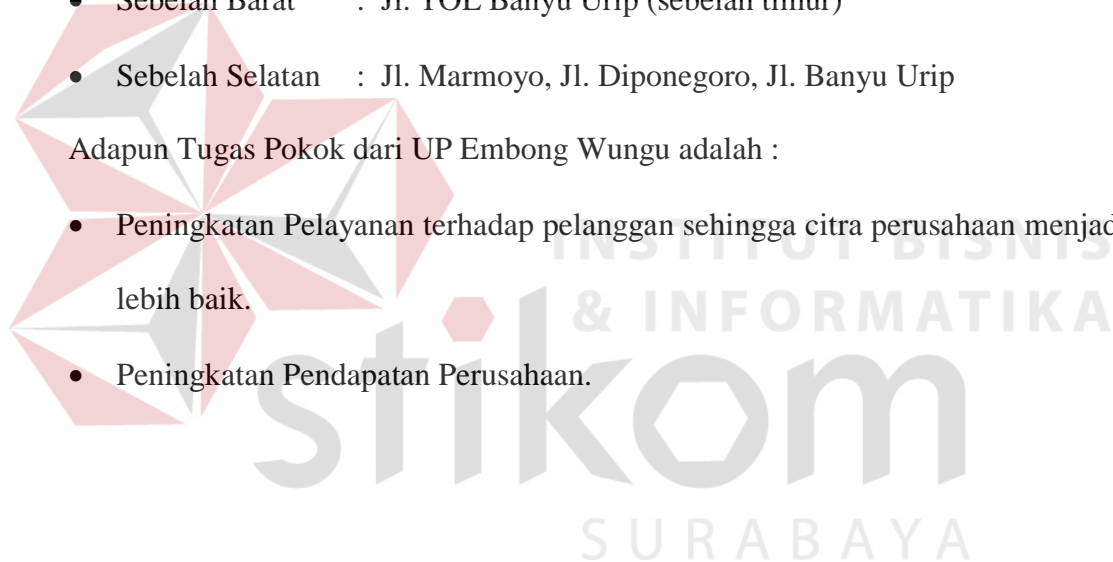 • Sebelah Barat : Jl. TOL Banyu Urip (sebelah timur)
• Sebelah Selatan : Jl. Marmoyo, Jl. Diponegoro, Jl. Banyu Urip
Adapun Tugas Pokok dari UP Embong Wungu adalah :
• Peningkatan Pelayanan terhadap pelanggan sehingga citra perusahaan menjad
lebih baik.
• Peningkatan Pendapatan Perusahaan.
INSTITUT BISNIS
& INFORMATIKA
stikom
SURABAYA